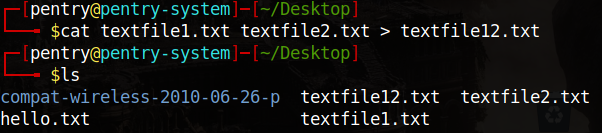 [pentry@pentry-system]-[~/Desktop]
$cat textfile1.txt textfile2.txt > textfile12.txt
[pentry@pentry-system]-[~/Desktop]
$ls
compat-wireless-2010-06-26-p textfile12.txt textfile2.txt
hello.txt textfile1.txt